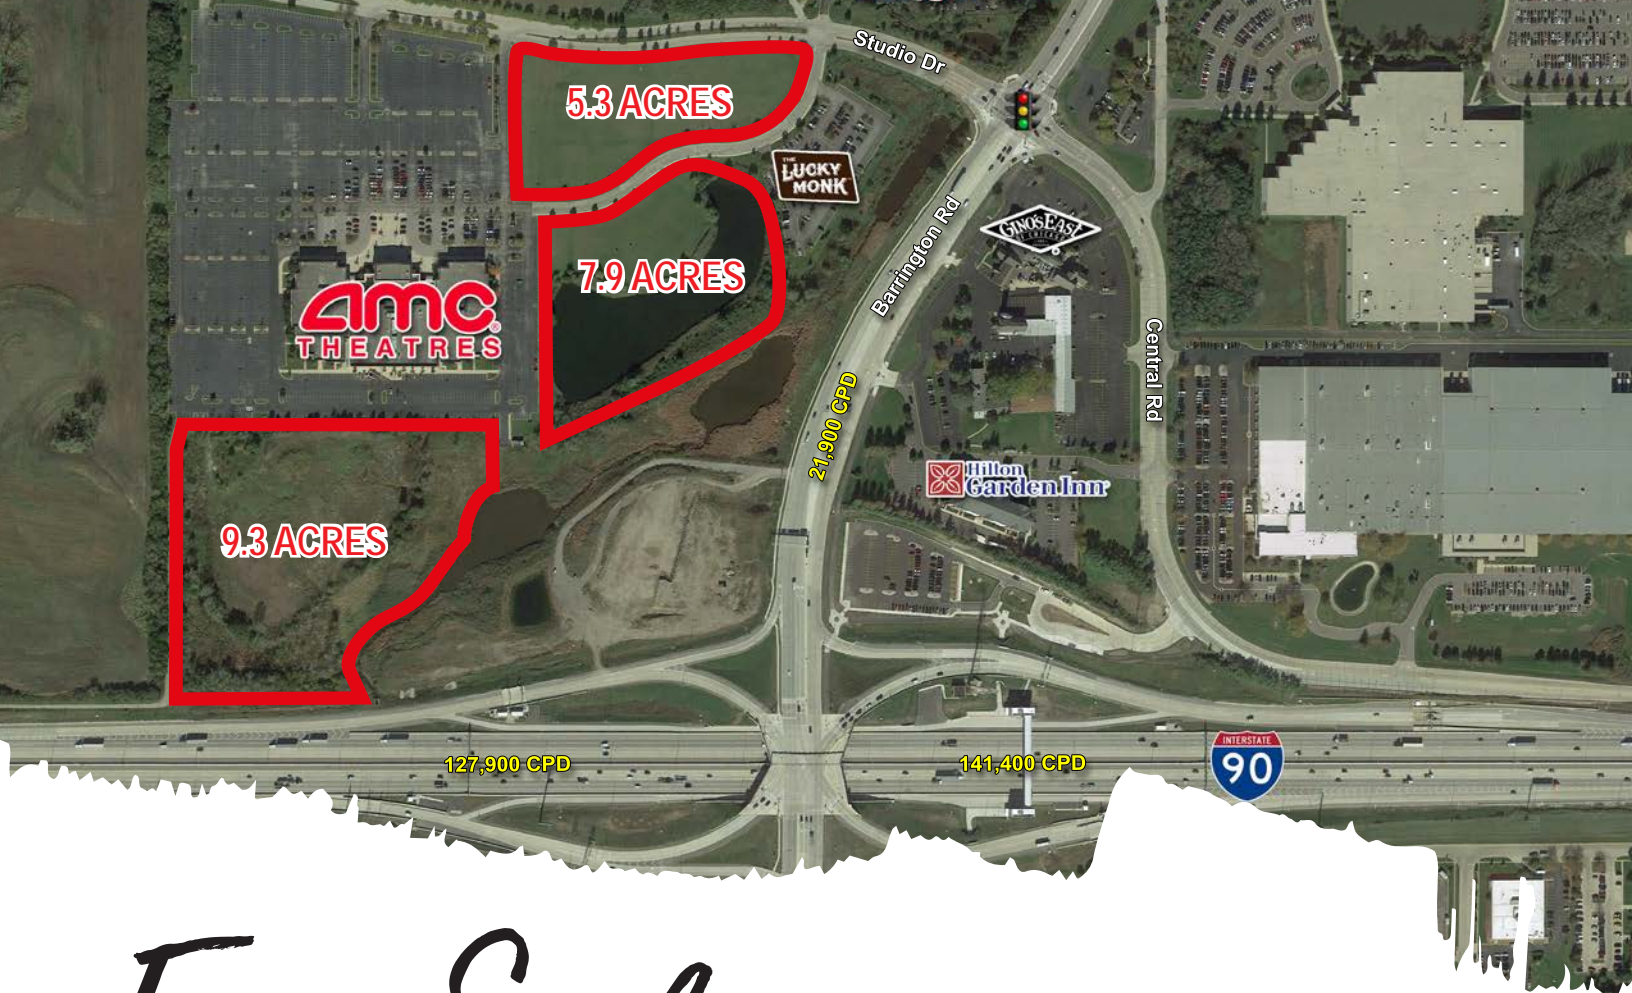 Studio Dr
5.3 ACRES
THE
LUCKY
MONK
Barrington Rd
GINO'S EAST
7.9 ACRES
amc
THEATRES
Central Rd
21,900 CPD
Hilton
Garden Inn
9.3 ACRES
127,900 CPD
141,400 CPD
INTERSTATE
90